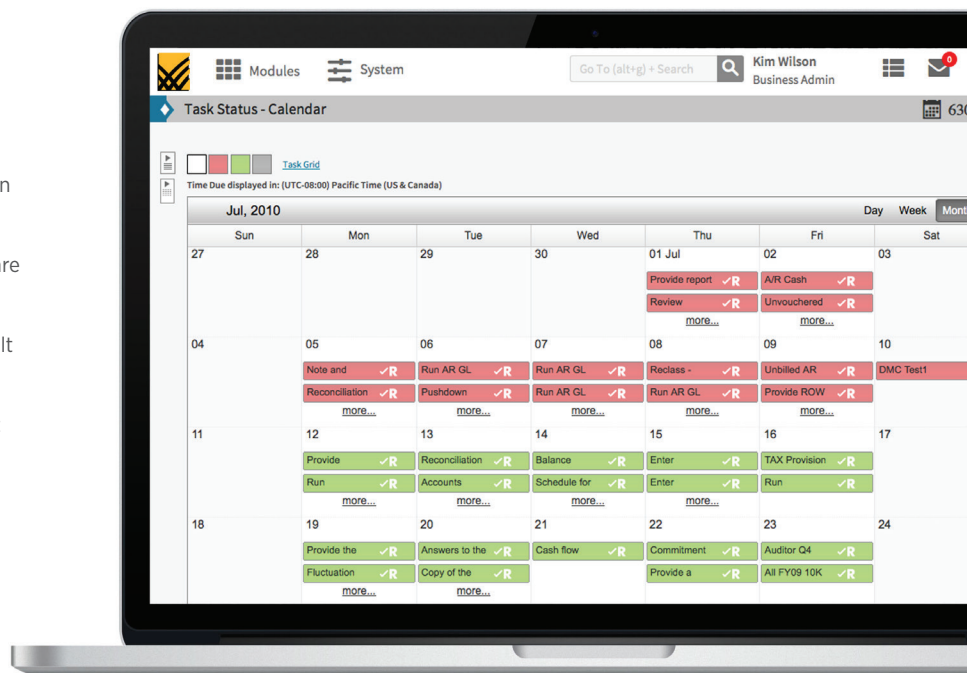 n
are
lt
Modules System Go To (alt+g) + Search Kim Wilson 0
Business Admin
Task Status - Calendar 630
Task Grid
Time Due displayed in: (UTC-08:00) Pacific Time (US & Canada)
Jul, 2010 Day Week Mont
Sun Mon Tue Wed Thu Fri Sat
27 28 29 30 01 Jul 02 03
Provide report ✓R A/R Cash ✓R
Review ✓R Unvouchered ✓R
more... more...
04 05 06 07 08 09 10
Note and ✓R Run AR GL ✓R Run AR GL ✓R Reclass - ✓R Unbilled AR ✓R DMC Test1
Reconciliation ✓R Pushdown ✓R Run AR GL ✓R Run AR GL ✓R Provide ROW ✓R
more... more... more... more... more...
11 12 13 14 15 16 17
Provide ✓R Reconciliation ✓R Balance ✓R Enter ✓R TAX Provision ✓R
Run ✓R Accounts ✓R Schedule for ✓R Enter ✓R Run ✓R
more... more... more... more...
18 19 20 21 22 23 24
Provide the ✓R Answers to the ✓R Cash flow ✓R Commitment ✓R Auditor Q4 ✓R
Fluctuation ✓R Copy of the ✓R Provide a ✓R All FY09 10K ✓R
more... more...